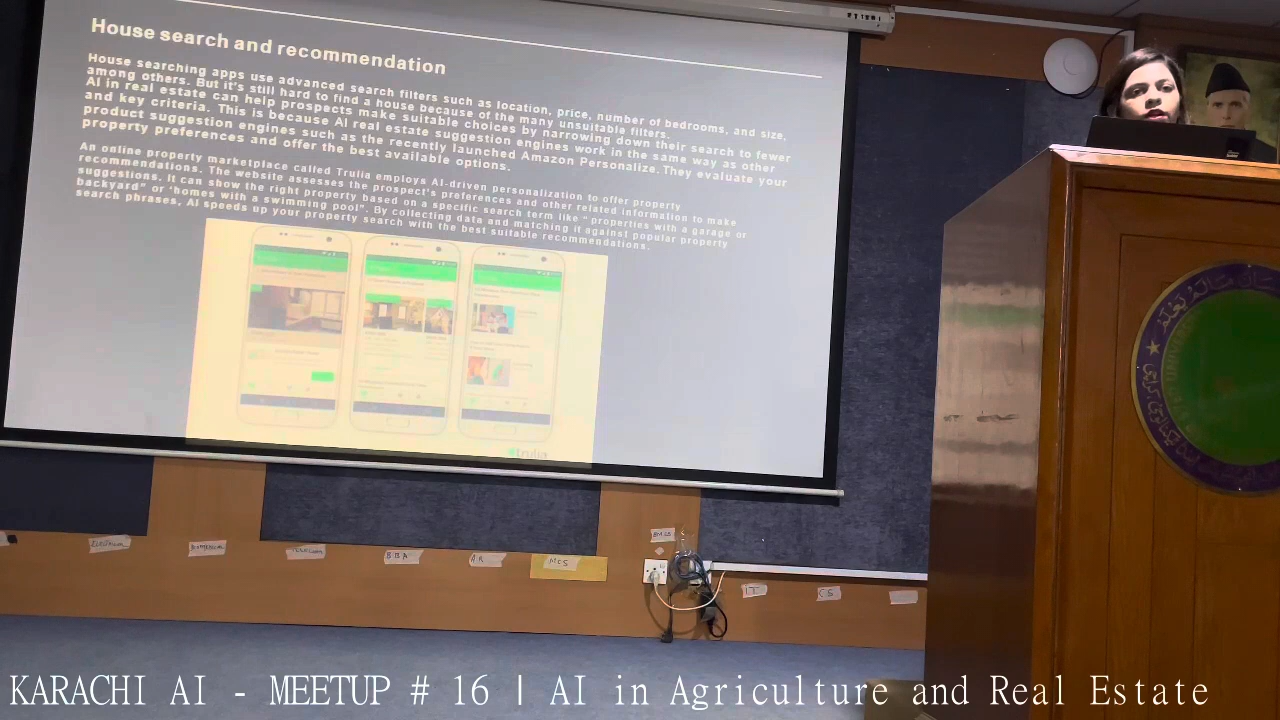 House search and recommendation
House searching apps use advanced search filters such as location, price, number of bedrooms, and size,
among others. But it's still hard to find a house because of the many unsuitable filters.
AI in real estate can help prospects make suitable choices by narrowing down their search to fewer
and key criteria. This is because AI real estate suggestion engines work in the same way as other
product suggestion engines such as the recently launched Amazon Personalize. They evaluate your
property preferences and offer the best available options.
An online property marketplace called Trulia employs AI-driven personalization to offer property
recommendations. The website assesses the prospect's preferences and other related information to make
suggestions. It can show the right property based on a specific search term like "properties with a garage or
backyard" or 'homes with a swimming pool". By collecting data and matching it against popular property
search phrases, AI speeds up your property search with the best suitable recommendations.
trulia
BBA
AR
MCS
IT
CS
KARACHI AI - MEETUP # 16 | AI in Agriculture and Real Estate